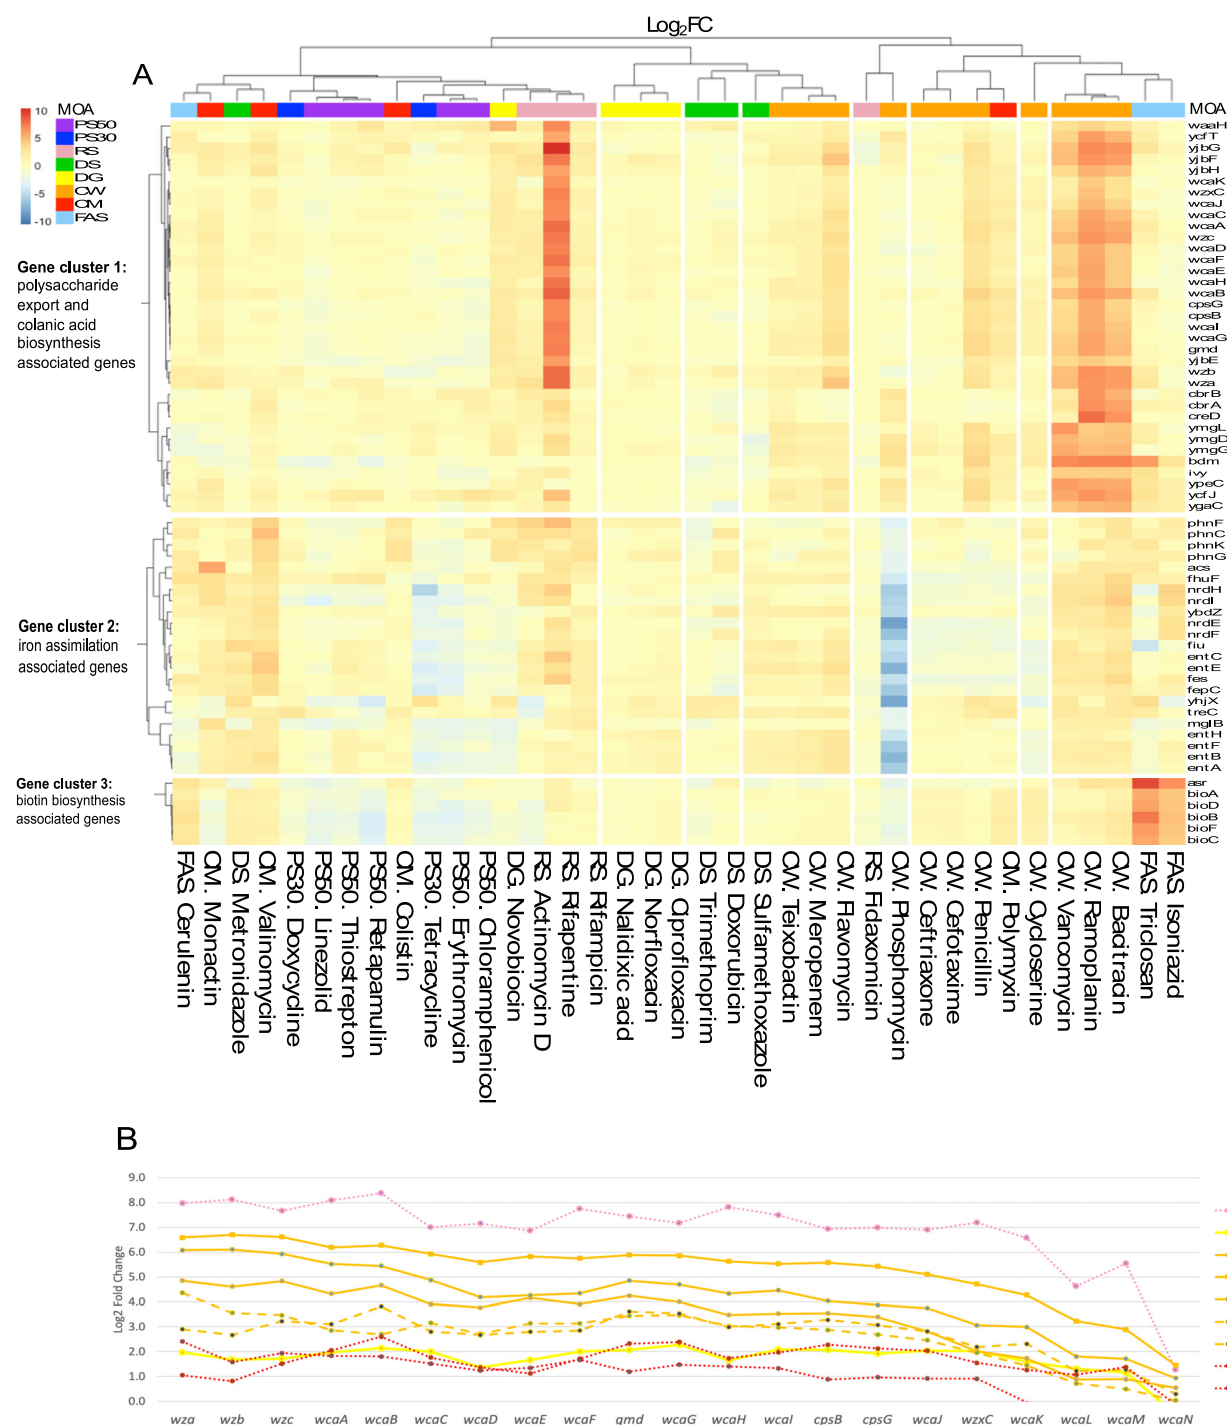 Log₂FC
A
MOA
10
5
0
-5
-10
MOA
PS50
PS30
RS
DS
DG
CW
CM
FAS
Gene cluster 1:
polysaccharide
export and
colanic acid
biosynthesis
associated genes
Gene cluster 2:
iron assimilation
associated genes
Gene cluster 3:
biotin biosynthesis
associated genes
waaH
ycfT
yjbG
yjbF
yjbH
wcaK
wzxC
wcaJ
wcaC
wcaA
wzc
wcaD
wcaF
wcaE
wcaH
wcaB
cpsG
cpsB
wcaI
wcaG
gmd
yjbE
wzb
wza
cbrB
cbrA
creD
ymgL
ymgD
ymgG
bdm
ivy
ypeC
ycfJ
ygaC
phnF
phnC
phnK
phnG
acs
fhuF
nrdH
nrdI
ybdZ
nrdE
nrdF
fiu
entC
entE
fes
fepC
yhjX
treC
mglB
entH
entF
entB
entA
asr
bioA
bioD
bioB
bioF
bioC
FAS. Cerulenin
CM. Monactin
DS. Metronidazole
CM. Valinomycin
PS30. Doxycycline
PS50. Linezolid
PS50. Thiostrepton
PS50. Retapamulin
CM. Colistin
PS30. Tetracycline
PS50. Erythromycin
PS50. Chloramphenicol
DG. Novobiocin
RS. Actinomycin D
RS. Rifapentine
RS. Rifampicin
DG. Nalidixic acid
DG. Norfloxacin
DG. Ciprofloxacin
DS. Trimethoprim
DS. Doxorubicin
DS. Sulfamethoxazole
CW. Teixobactin
CW. Meropenem
CW. Flavomycin
RS. Fidaxomicin
CW. Phosphomycin
CW. Ceftriaxone
CW. Cefotaxime
CW. Penicillin
CM. Polymyxin
CW. Cycloserine
CW. Vancomycin
CW. Ramoplanin
CW. Bacitracin
FAS. Triclosan
FAS. Isoniazid
B
Log2 Fold Change
9.0
8.0
7.0
6.0
5.0
4.0
3.0
2.0
1.0
0.0
wza wzb wzc wcaA wcaB wcaC wcaD wcaE wcaF gmd wcaG wcaH wcaI cpsB cpsG wcaJ wzxC wcaK wcaL wcaM wcaN